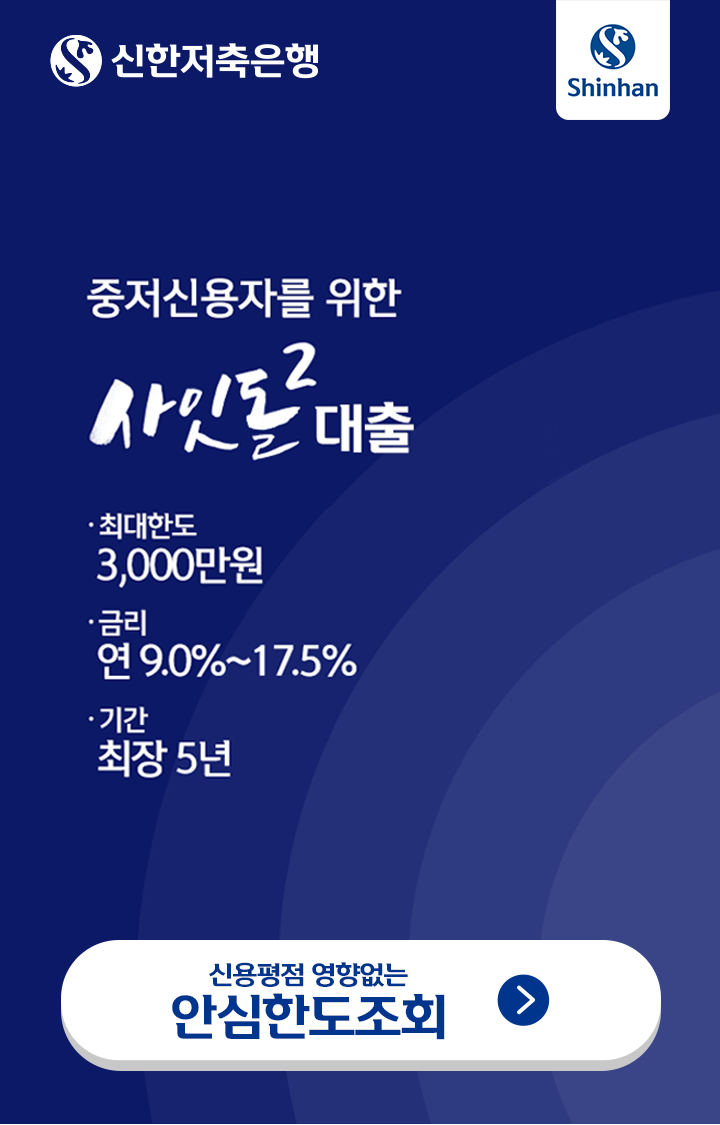 신한저축은행
Shinhan
중저신용자를 위한
사잇돌2 대출
· 최대한도
3,000만원
· 금리
연 9.0%~17.5%
· 기간
최장 5년
신용평점 영향없는
안심한도조회